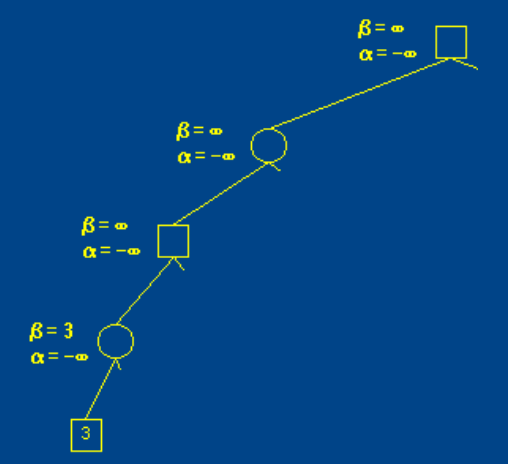 β = ∞
α = −∞
β = ∞
α = −∞
β = ∞
α = −∞
β = 3
α = −∞
3